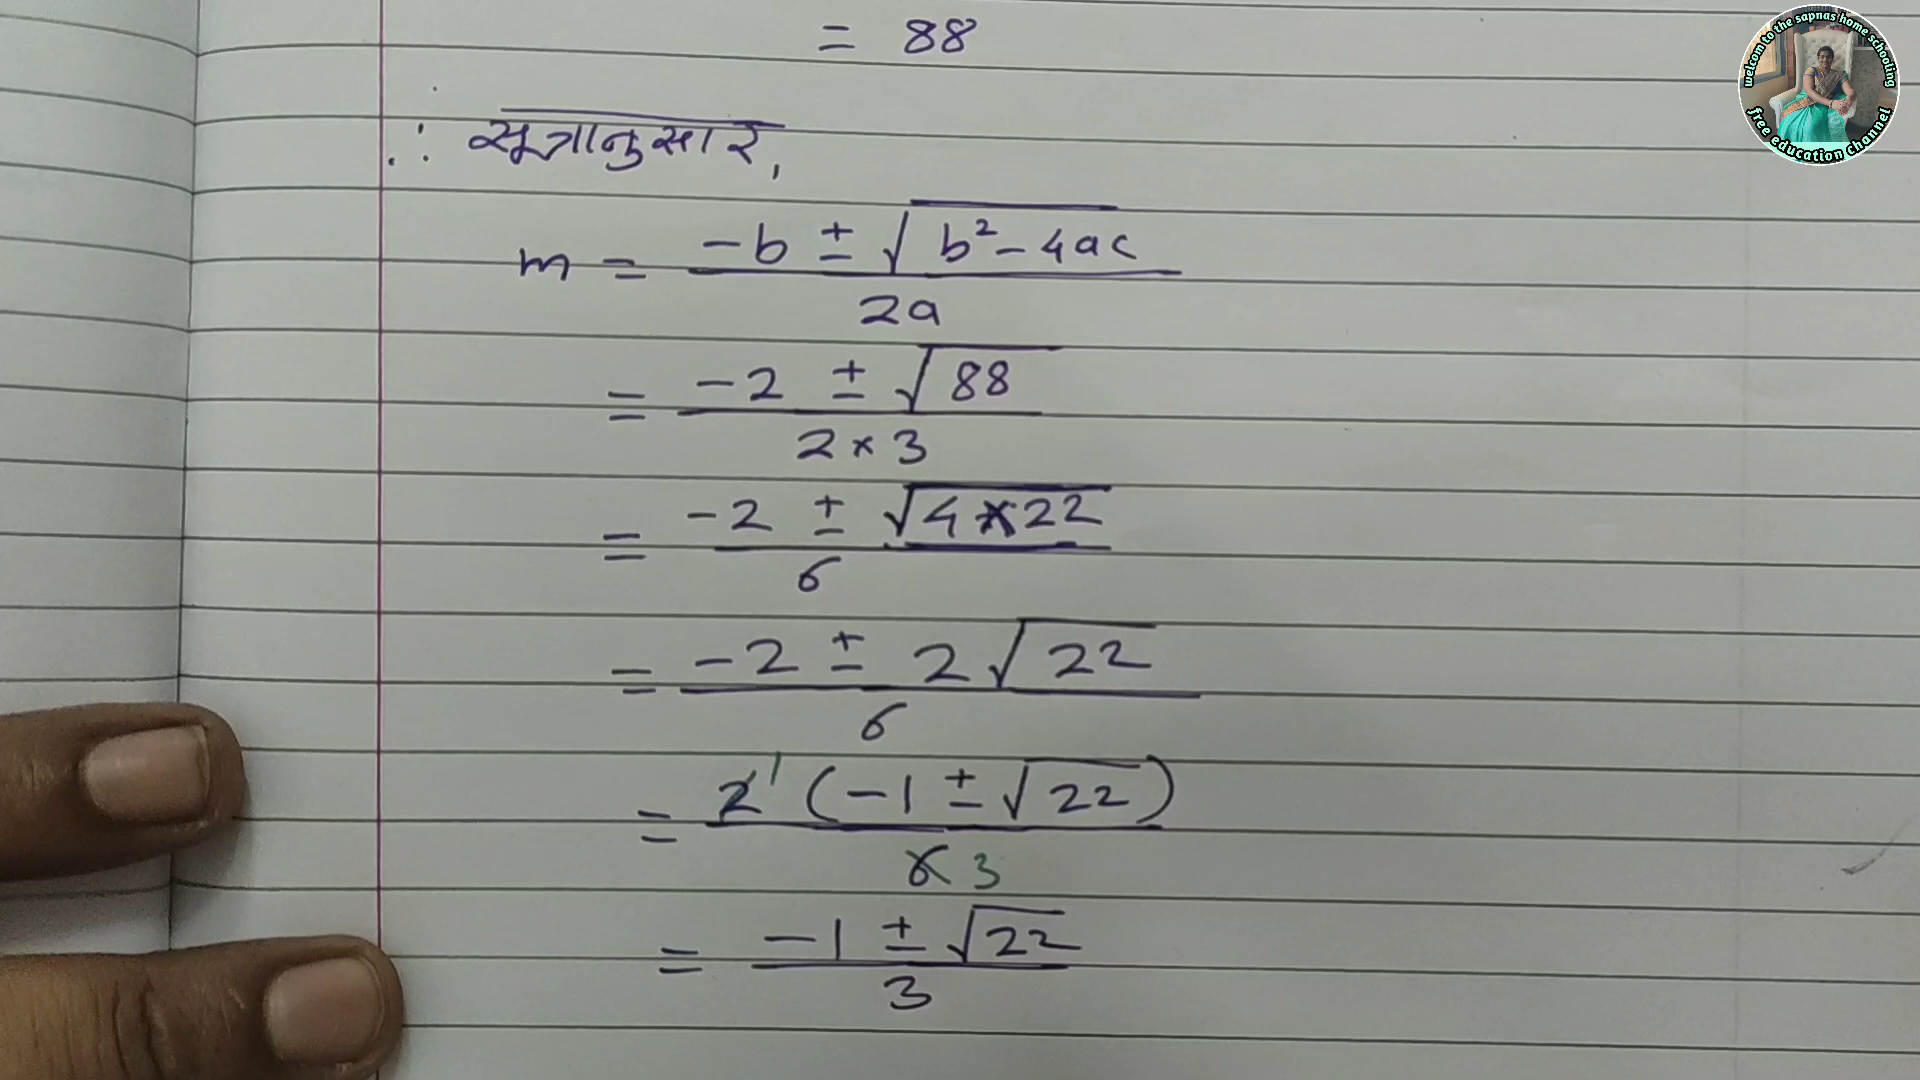 = 88
∴ सूत्रानुसार,
m = (-b ± √(b² - 4ac)) / 2a
= (-2 ± √88) / (2 × 3)
= (-2 ± √(4 × 22)) / 6
= (-2 ± 2√22) / 6
= 2 1 (-1 ± √22) / 6 3
= (-1 ± √22) / 3
welcom to the sapnas home schooling
free education channel